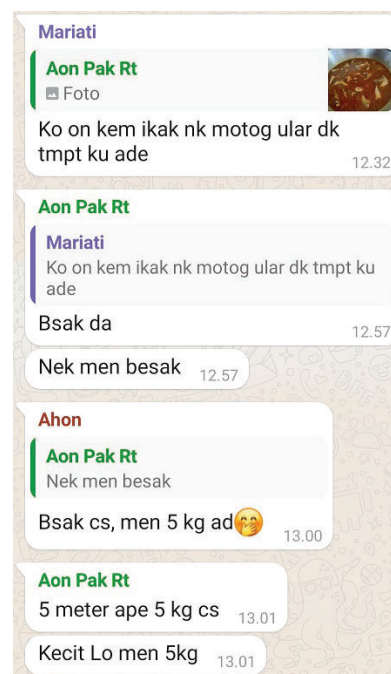 Mariati
Aon Pak Rt
Foto
Ko on kem ikak nk motog ular dk
tmpt ku ade
12.32
Aon Pak Rt
Mariati
Ko on kem ikak nk motog ular dk tmpt ku
ade
Bsak da
12.57
Nek men besak 12.57
Ahon
Aon Pak Rt
Nek men besak
Bsak cs, men 5 kg ad🤭
13.00
Aon Pak Rt
5 meter ape 5 kg cs 13.01
Kecit Lo men 5kg 13.01